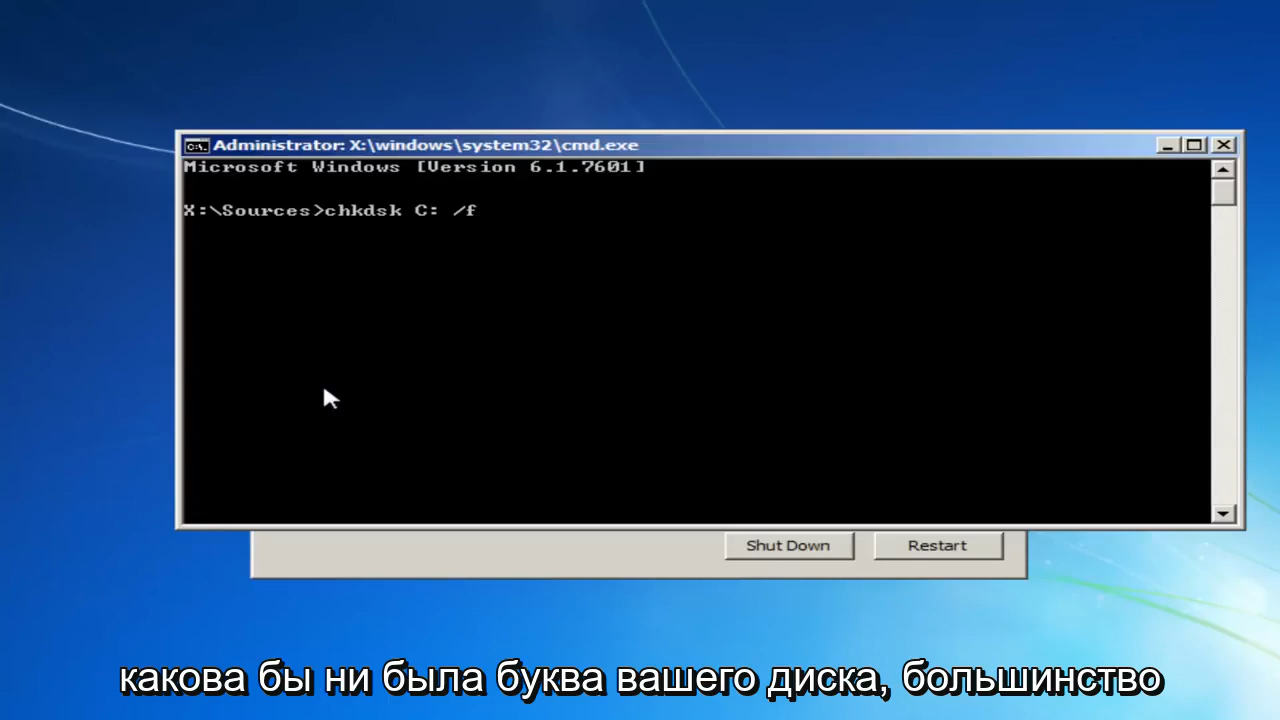 Administrator: X:\windows\system32\cmd.exe
Microsoft Windows [Version 6.1.7601]
X:\Sources>chkdsk C: /f
Shut Down
Restart
какова бы ни была буква вашего диска, большинство